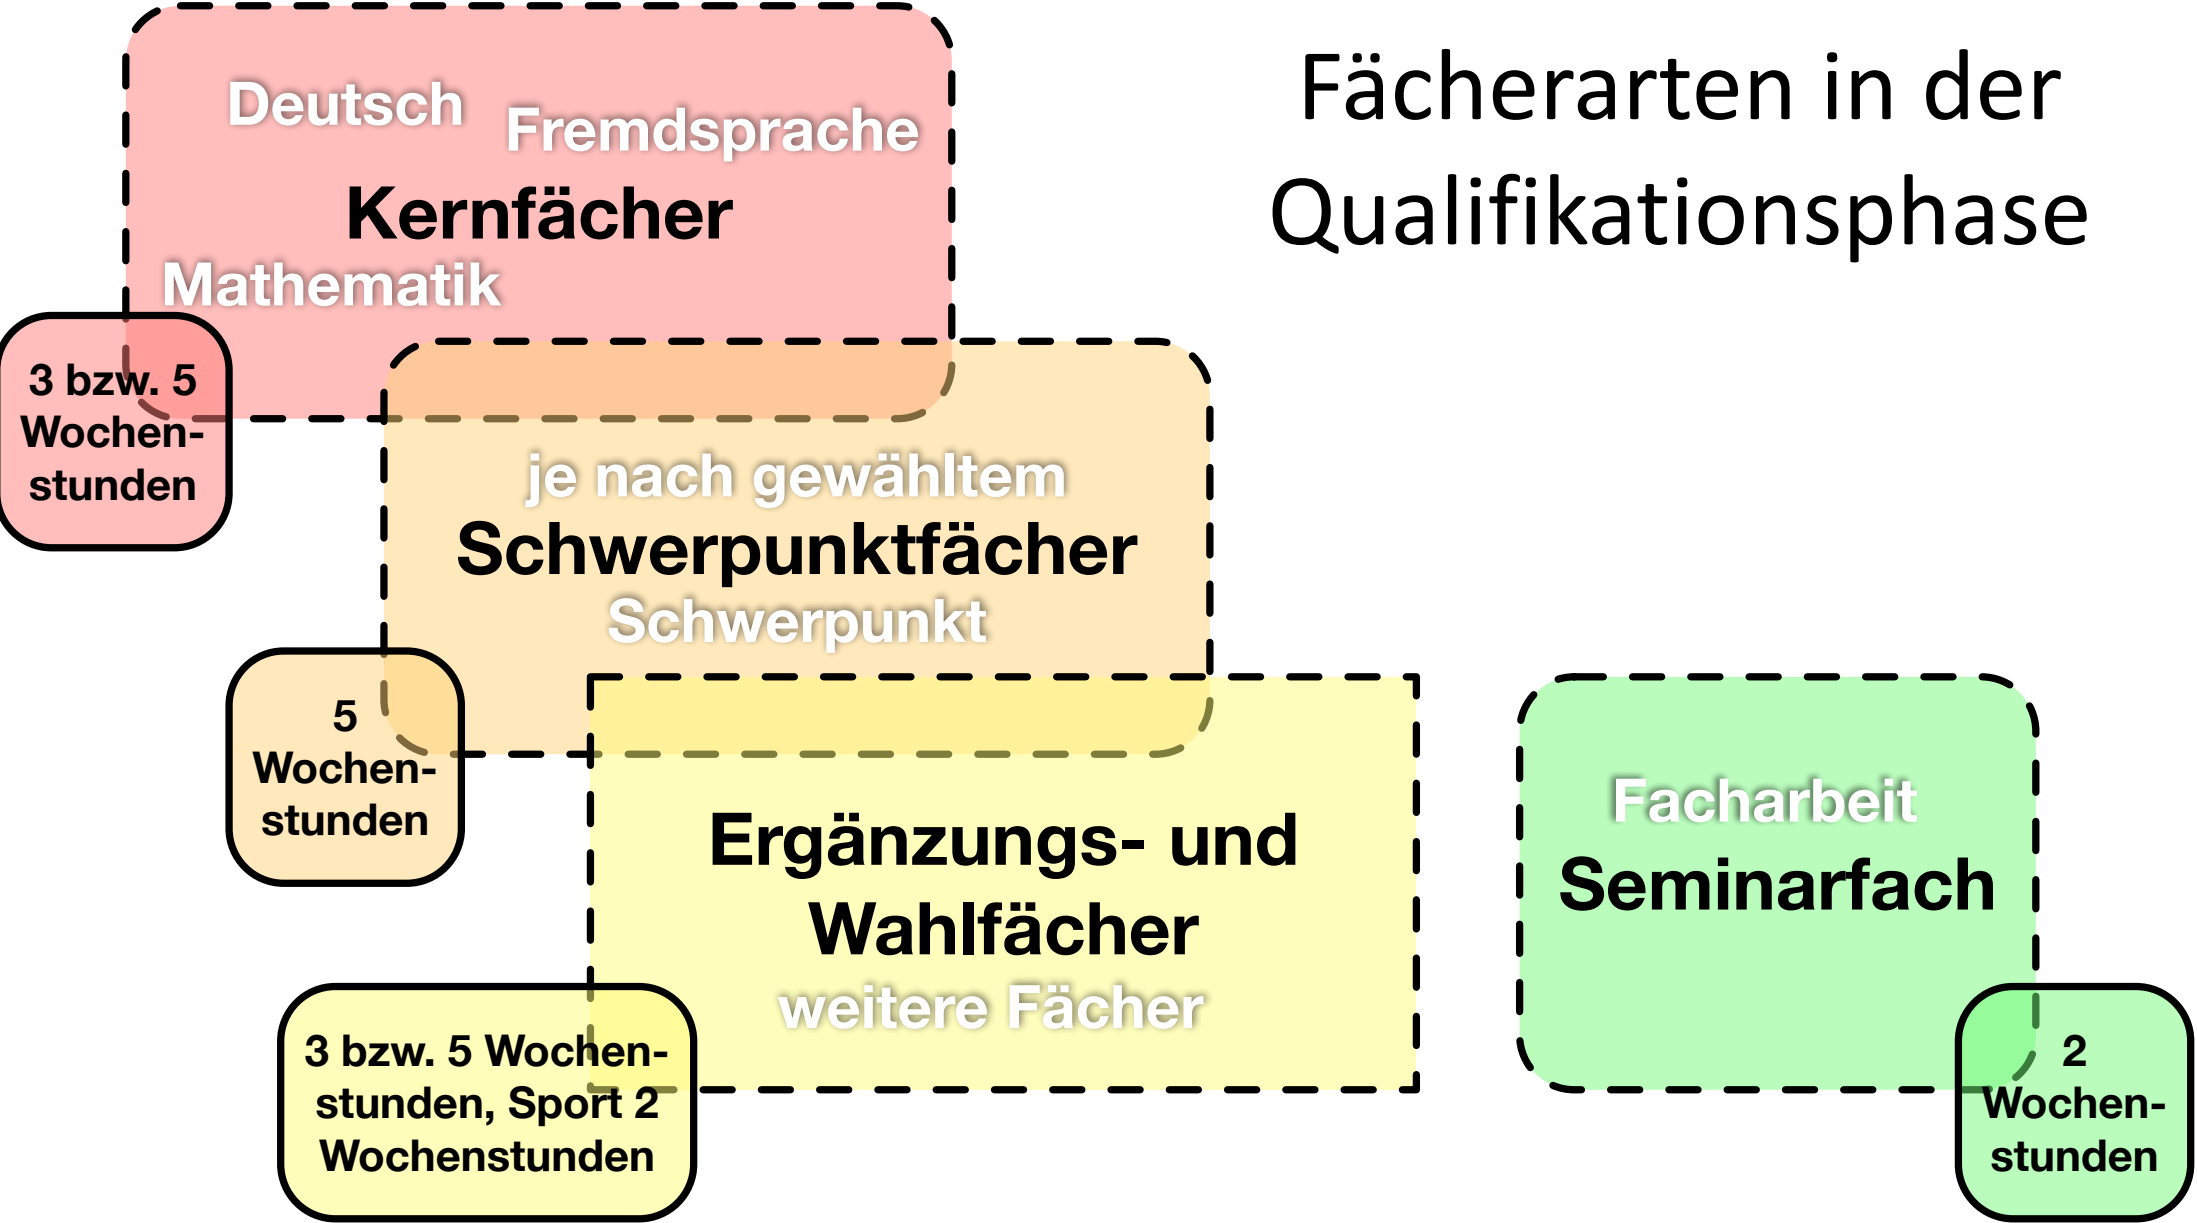 Fächerarten in der
Qualifikationsphase
Deutsch
Fremdsprache
Kernfächer
Mathematik
3 bzw. 5
Wochen-
stunden
je nach gewähltem
Schwerpunktfächer
Schwerpunkt
5
Wochen-
stunden
Ergänzungs- und
Wahlfächer
weitere Fächer
3 bzw. 5 Wochen-
stunden, Sport 2
Wochenstunden
Facharbeit
Seminarfach
2
Wochen-
stunden